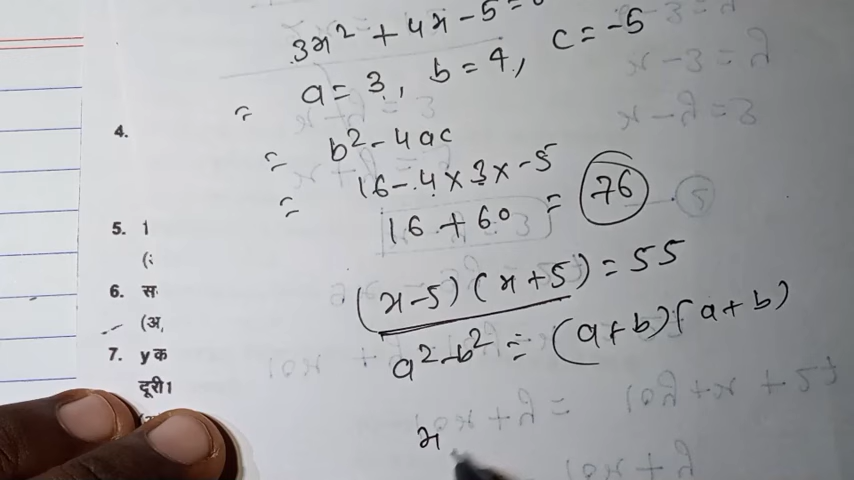 3x² + 4x - 5 = 0
= a = 3, b = 4, c = -5
4.
= b² - 4ac
= 16 - 4 × 3 × -5
= 16 + 60 = 76
5. 1
(x - 5) (x + 5) = 55
6. स
(अ,
a² - b² = (a + b) (a + b)
7. y क
दूरी 1
x